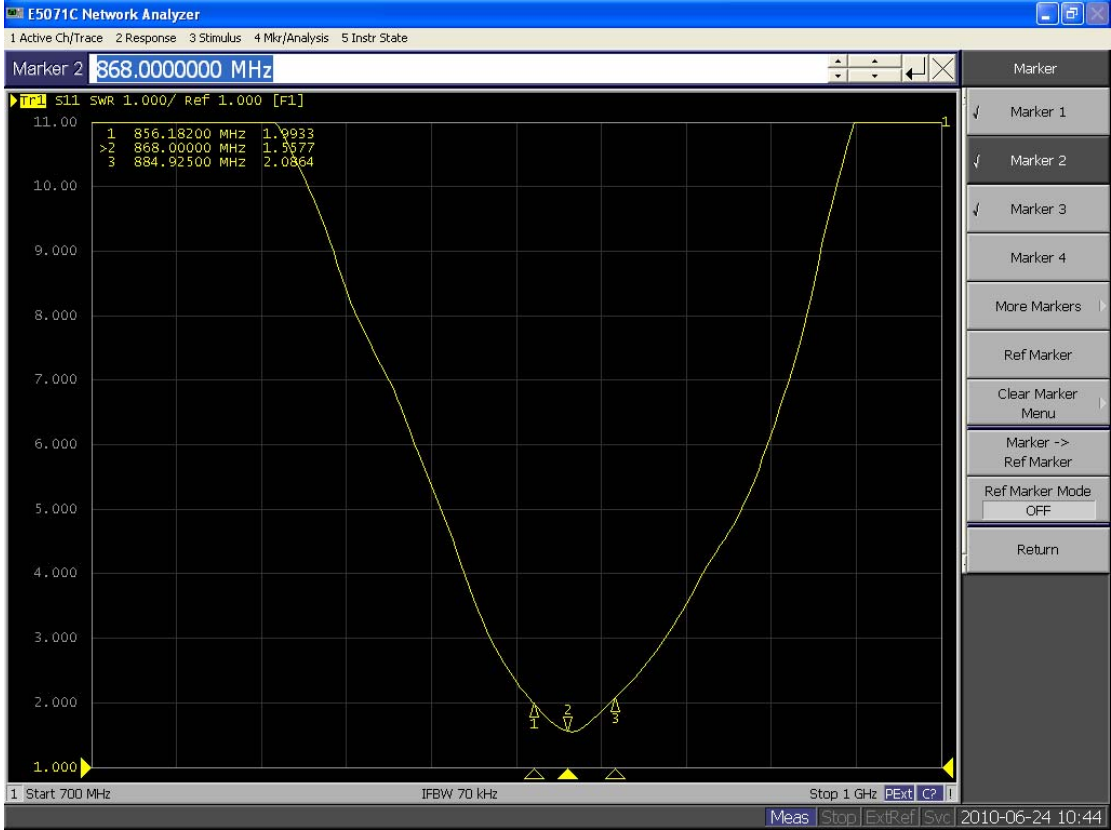 E5071C Network Analyzer
1 Active Ch/Trace 2 Response 3 Stimulus 4 Mkr/Analysis 5 Instr State
Marker 2 868.0000000 MHz
Tr1 S11 SWR 1.000/ Ref 1.000 [F1]
11.00
10.00
9.000
8.000
7.000
6.000
5.000
4.000
3.000
2.000
1.000
1 856.18200 MHz 1.9933
>2 868.00000 MHz 1.5577
3 884.92500 MHz 2.0864
1
1
2
3
1 Start 700 MHz IFBW 70 kHz Stop 1 GHz PExt C? !
Meas Stop ExtRef Svc 2010-06-24 10:44
Marker
√ Marker 1
√ Marker 2
√ Marker 3
Marker 4
More Markers
Ref Marker
Clear Marker
Menu
Marker ->
Ref Marker
Ref Marker Mode
OFF
Return